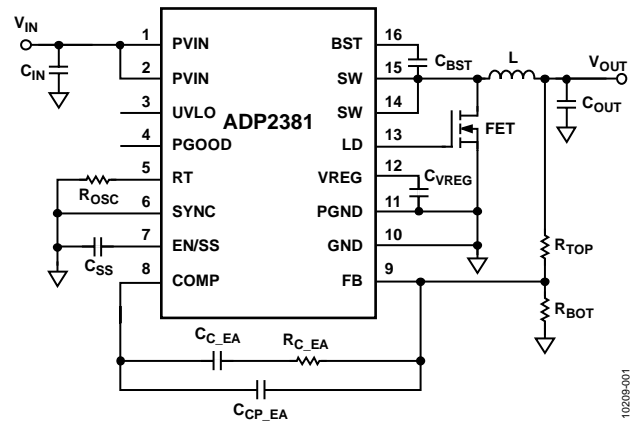 VIN
CIN
1 PVIN
2 PVIN
3 UVLO
4 PGOOD
5 RT
ROSC
6 SYNC
7 EN/SS
CSS
8 COMP
ADP2381
BST 16
CBST
SW 15
SW 14
LD 13
VREG 12
CVREG
PGND 11
GND 10
FB 9
L
VOUT
COUT
FET
RTOP
RBOT
CC_EA
RC_EA
CCP_EA
10209-001